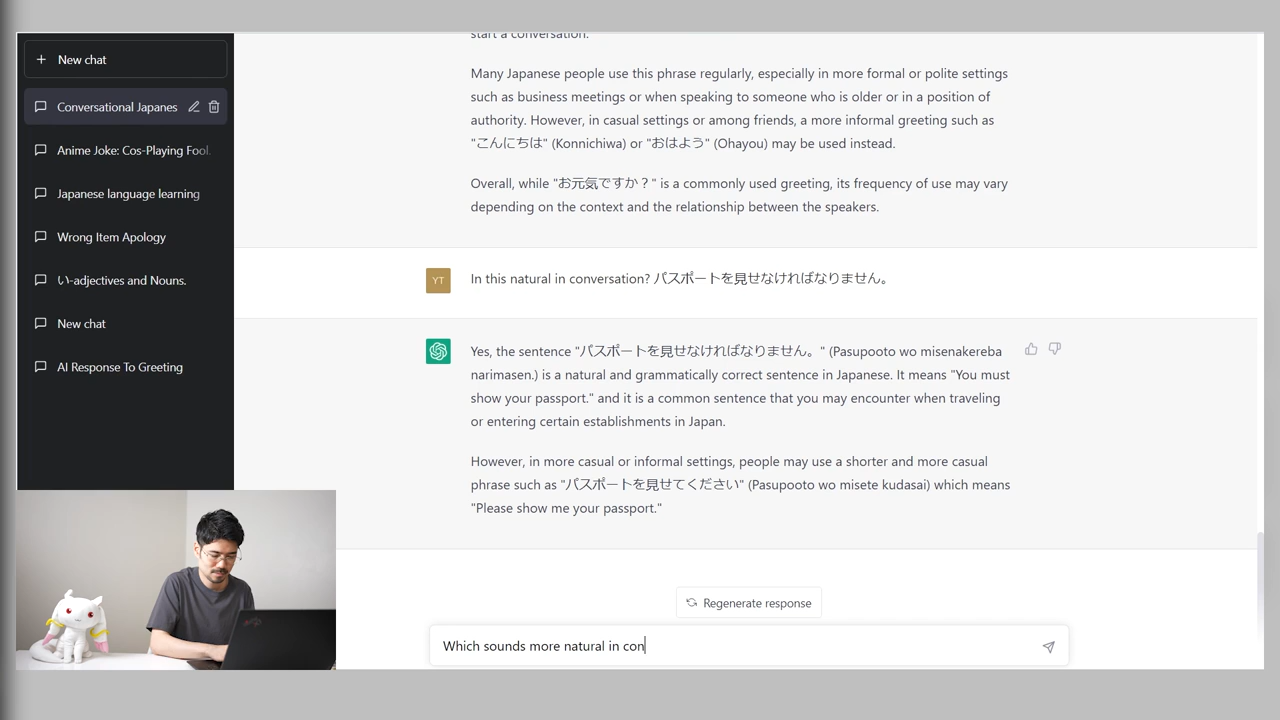 New chat
Conversational Japanes
Anime Joke: Cos-Playing Fool.
Japanese language learning
Wrong Item Apology
い-adjectives and Nouns.
New chat
AI Response To Greeting
start a conversation.
Many Japanese people use this phrase regularly, especially in more formal or polite settings
such as business meetings or when speaking to someone who is older or in a position of
authority. However, in casual settings or among friends, a more informal greeting such as
"こんにちは" (Konnichiwa) or "おはよう" (Ohayou) may be used instead.
Overall, while "お元気ですか？" is a commonly used greeting, its frequency of use may vary
depending on the context and the relationship between the speakers.
YT
In this natural in conversation? パスポートを見せなければなりません。
Yes, the sentence "パスポートを見せなければなりません。" (Pasupooto wo misenakereba
narimasen.) is a natural and grammatically correct sentence in Japanese. It means "You must
show your passport." and it is a common sentence that you may encounter when traveling
or entering certain establishments in Japan.
However, in more casual or informal settings, people may use a shorter and more casual
phrase such as "パスポートを見せてください" (Pasupooto wo misete kudasai) which means
"Please show me your passport."
Regenerate response
Which sounds more natural in con